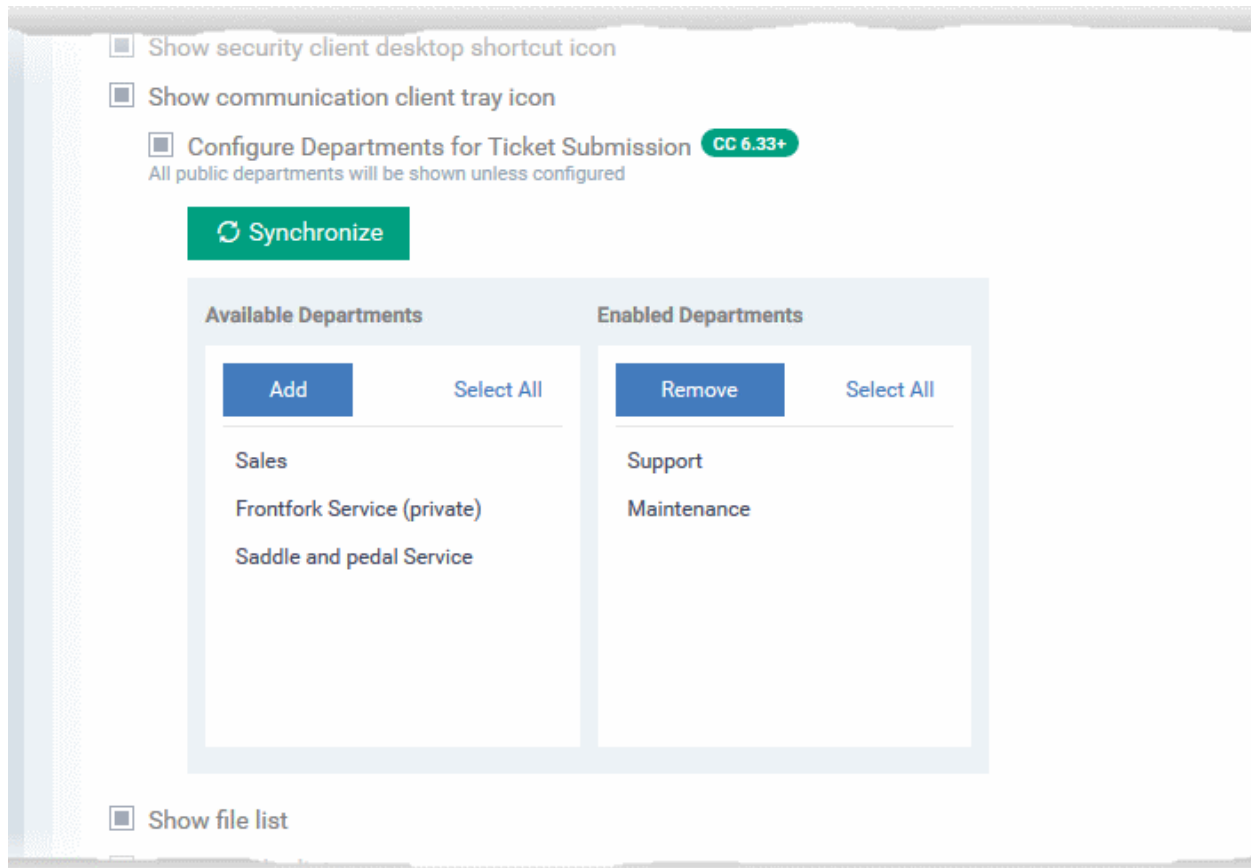 Show security client desktop shortcut icon
Show communication client tray icon
Configure Departments for Ticket Submission CC 6.33+
All public departments will be shown unless configured
Synchronize
Available Departments
Enabled Departments
Add Select All
Remove Select All
Sales
Frontfork Service (private)
Saddle and pedal Service
Support
Maintenance
Show file list